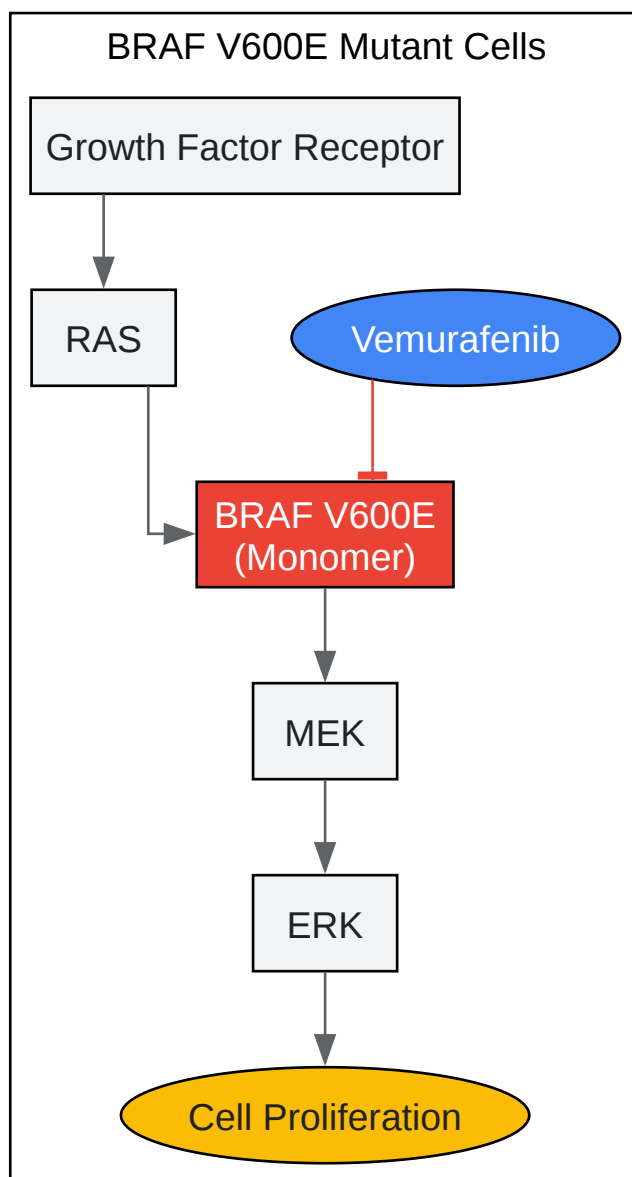 BRAF V600E Mutant Cells
Growth Factor Receptor
RAS
Vemurafenib
BRAF V600E
(Monomer)
MEK
ERK
Cell Proliferation